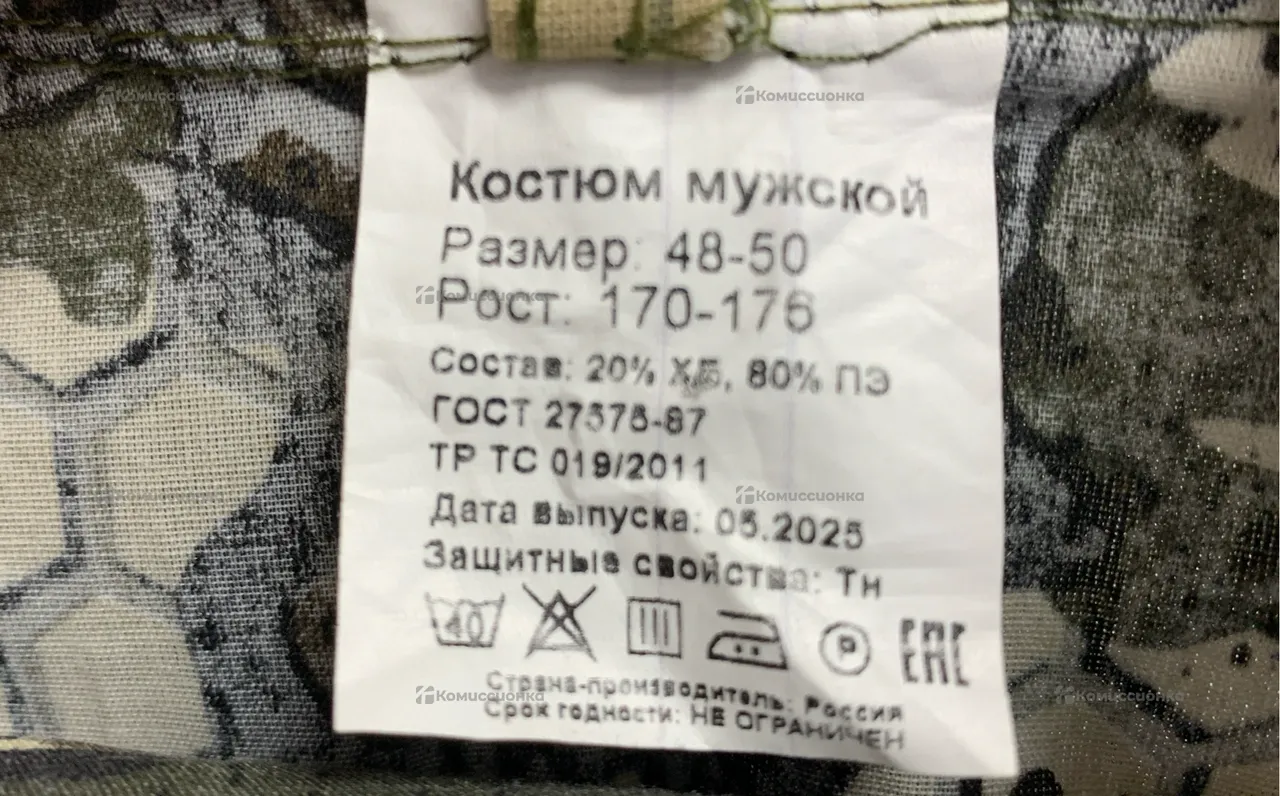 Комиссионка
Костюм мужской
Размер: 48-50
Комиссионка
Рост: 170-176
Состав: 20% ХБ, 80% ПЭ
ГОСТ 27575-87
ТР ТС 019/2011
Комиссионка
Дата выпуска: 05.2025
Защитные свойства: Тн
40
P
EAC
Страна-производитель: Россия
Комиссионка
Комиссионка
Срок годности: НЕ ОГРАНИЧЕН